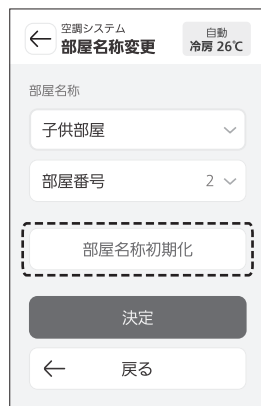 空調システム
部屋名称変更
自動
冷房 26℃
部屋名称
子供部屋
部屋番号 2
部屋名称初期化
決定
戻る